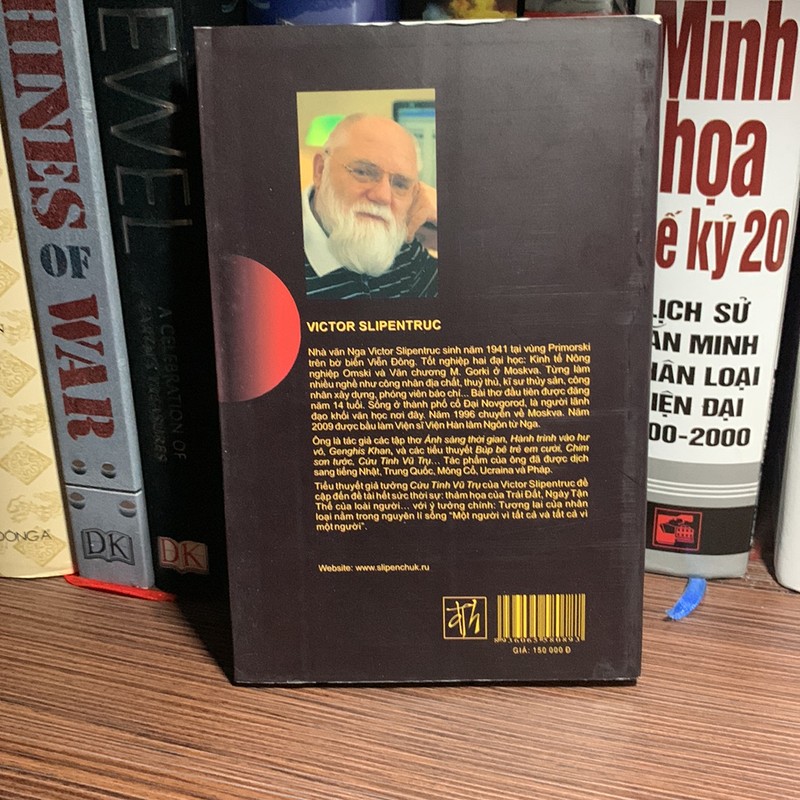 HINES OF WAR
DK
EWEL
A CELEBRATION OF
DK
DONGA
VICTOR SLIPENTRUC
Nhà văn Nga Victor Slipentruc sinh năm 1941 tại vùng Primorski
trên bờ biển Viễn Đông. Tốt nghiệp hai đại học: Kinh tế Nông
nghiệp Omski và Văn chương M. Gorki ở Moskva. Từng làm
nhiều nghề như công nhân địa chất, thuỷ thủ, kĩ sư thủy sản, công
nhân xây dựng, phóng viên báo chí... Bài thơ đầu tiên được đăng
năm 14 tuổi. Sống ở thành phố cổ Đại Novgorod, là người lãnh
đạo khối văn học nơi đây. Năm 1996 chuyển về Moskva. Năm
2009 được bầu làm Viện sĩ Viện Hàn lâm Ngôn từ Nga.
Ông là tác giả các tập thơ Ánh sáng thời gian, Hành trình vào hư
vô, Genghis Khan, và các tiểu thuyết Búp bê trẻ em cười, Chim
sơn tước, Cứu Tinh Vũ Trụ... Tác phẩm của ông đã được dịch
sang tiếng Nhật, Trung Quốc, Mông Cổ, Ucraina và Pháp.
Tiểu thuyết giả tưởng Cứu Tinh Vũ Trụ của Victor Slipentruc đề
cập đến đề tài hết sức thời sự: thảm họa của Trái Đất, Ngày Tận
Thế của loài người... với ý tưởng chính: Tương lai của nhân
loại nằm trong nguyên lí sống "Một người vì tất cả và tất cả vì
một người".
Website: www.slipenchuk.ru
8936063380893
GIÁ: 150 000 Đ
Minh
họa
ế kỷ 20
LỊCH SỬ
ĂN MINH
HÂN LOẠI
IỆN ĐẠI
00-2000